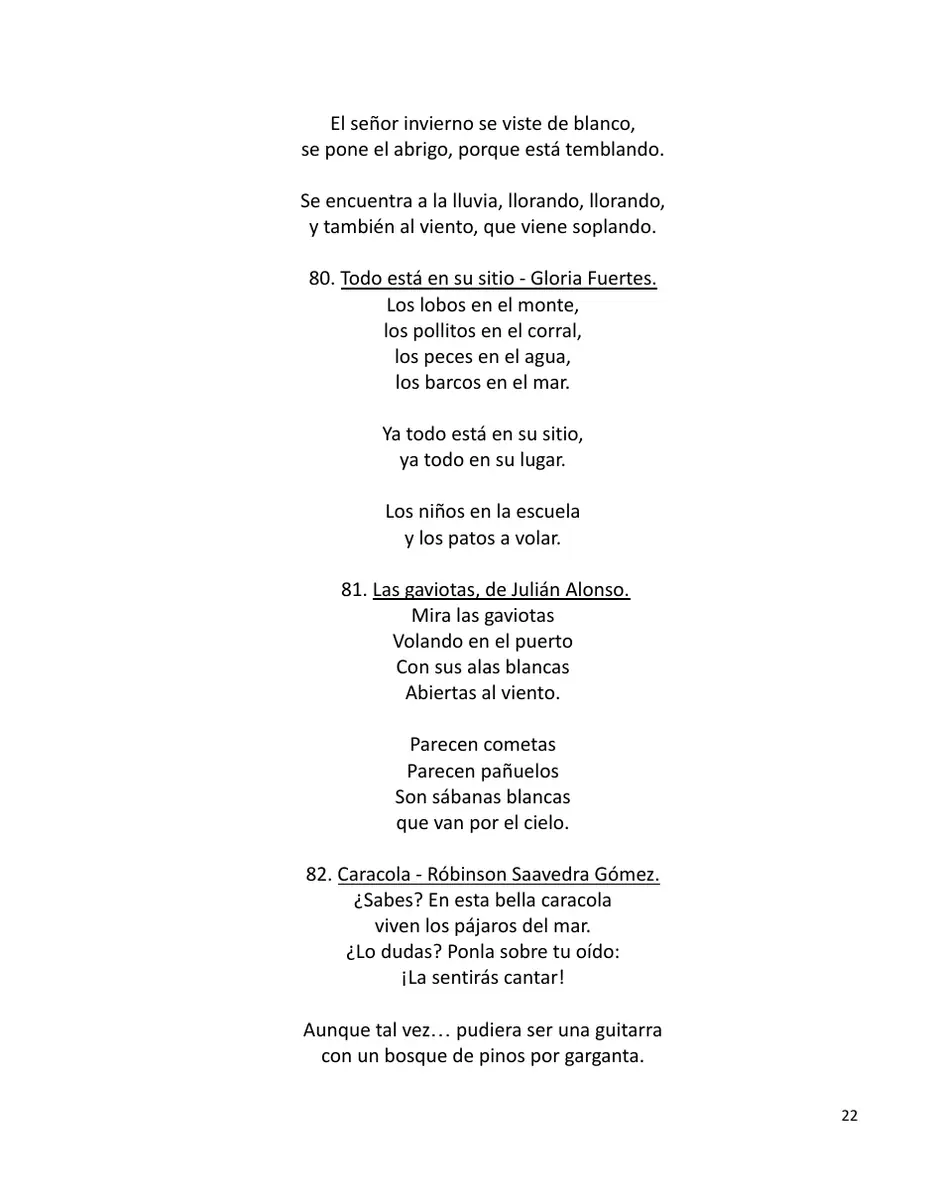 El señor invierno se viste de blanco,
se pone el abrigo, porque está temblando.
Se encuentra a la lluvia, llorando, llorando,
y también al viento, que viene soplando.
80. Todo está en su sitio - Gloria Fuertes.
Los lobos en el monte,
los pollitos en el corral,
los peces en el agua,
los barcos en el mar.
Ya todo está en su sitio,
ya todo en su lugar.
Los niños en la escuela
y los patos a volar.
81. Las gaviotas, de Julián Alonso.
Mira las gaviotas
Volando en el puerto
Con sus alas blancas
Abiertas al viento.
Parecen cometas
Parecen pañuelos
Son sábanas blancas
que van por el cielo.
82. Caracola - Róbinson Saavedra Gómez.
¿Sabes? En esta bella caracola
viven los pájaros del mar.
¿Lo dudas? Ponla sobre tu oído:
¡La sentirás cantar!
Aunque tal vez… pudiera ser una guitarra
con un bosque de pinos por garganta.
22